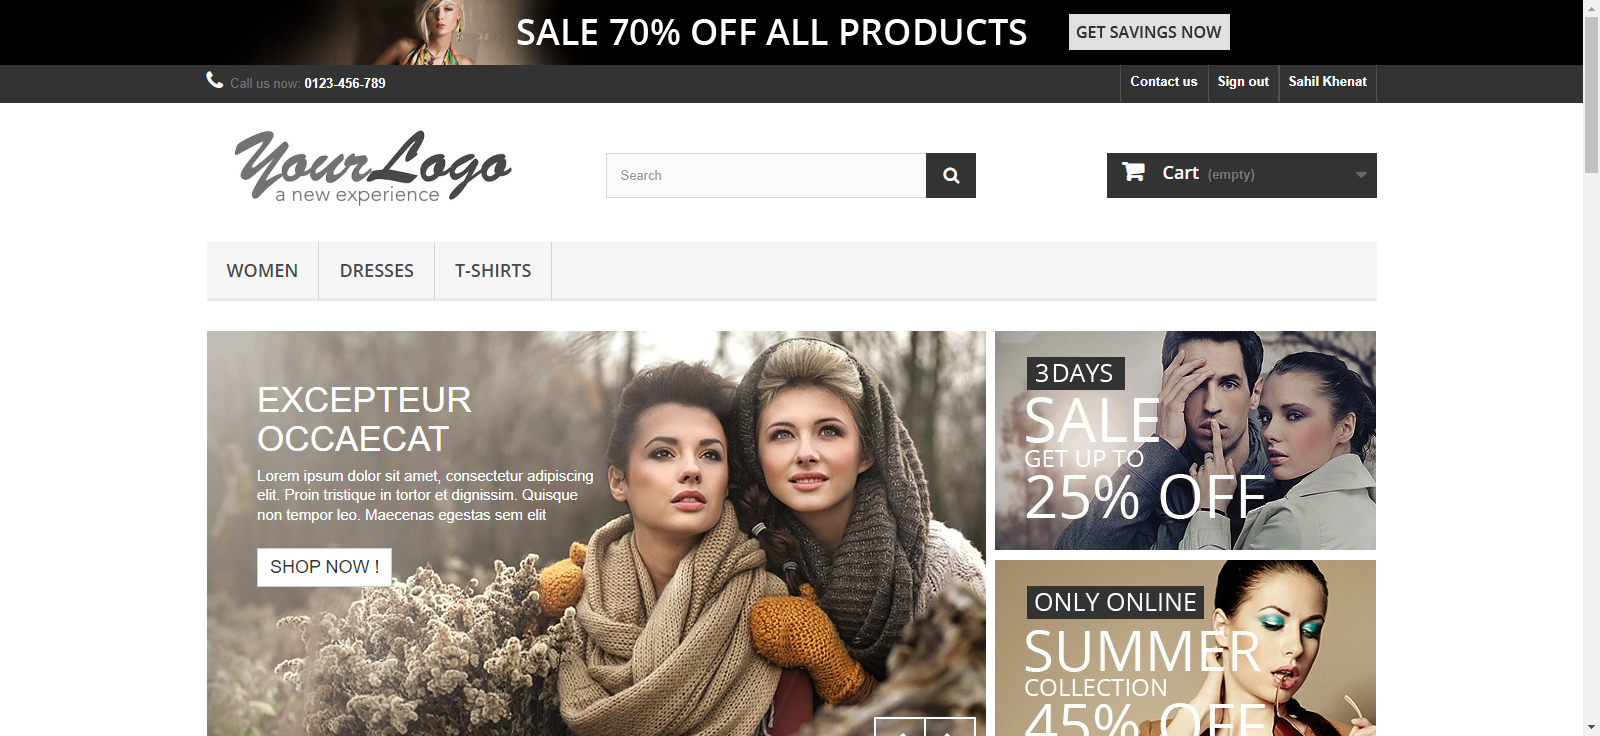 SALE 70% OFF ALL PRODUCTS
GET SAVINGS NOW
Call us now: 0123-456-789
Contact us
Sign out
Sahil Khenat
YourLogo
a new experience
Search
Cart (empty)
WOMEN
DRESSES
T-SHIRTS
EXCEPTEUR
OCCAECAT
Lorem ipsum dolor sit amet, consectetur adipiscing
elit. Proin tristique in tortor et dignissim. Quisque
non tempor leo. Maecenas egestas sem elit
SHOP NOW !
3 DAYS
SALE
GET UP TO
25% OFF
ONLY ONLINE
SUMMER
COLLECTION
45% OFF